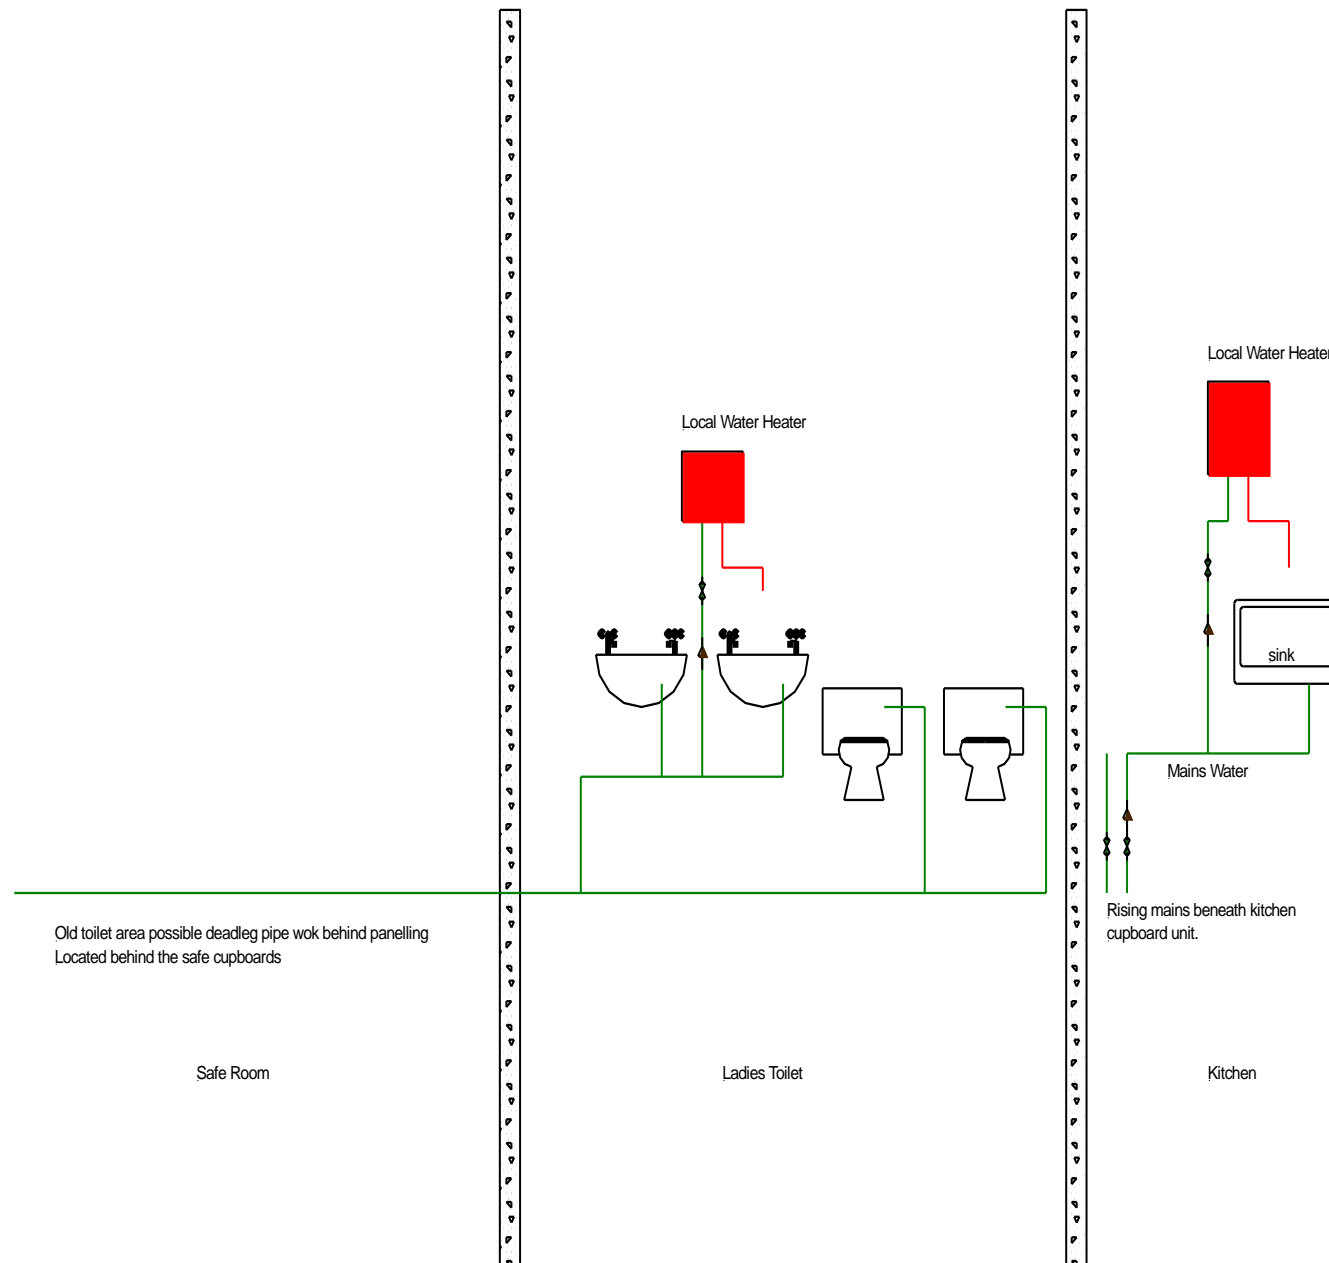 Local Water Heater
Local Water Heater
sink
Mains Water
Rising mains beneath kitchen
cupboard unit.
Old toilet area possible deadleg pipe wok behind panelling
Located behind the safe cupboards
Safe Room
Ladies Toilet
Kitchen